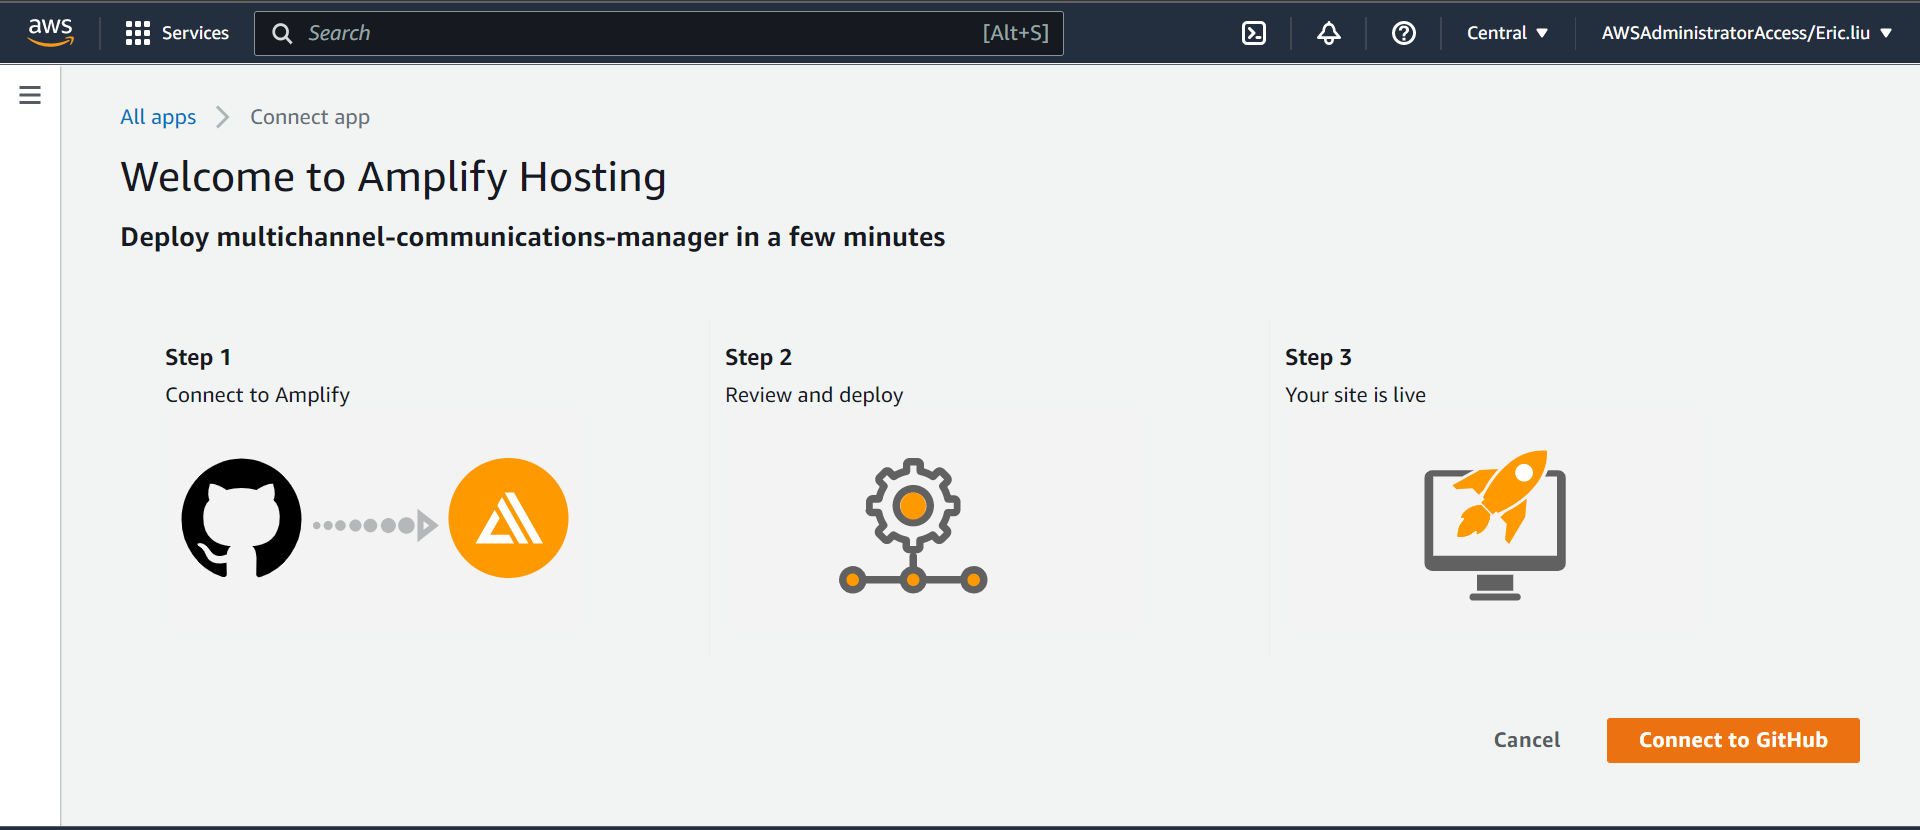 aws Services Search [Alt+S] Central AWSAdministratorAccess/Eric.liu
All apps Connect app
Welcome to Amplify Hosting
Deploy multichannel-communications-manager in a few minutes
Step 1
Connect to Amplify
Step 2
Review and deploy
Step 3
Your site is live
Cancel Connect to GitHub